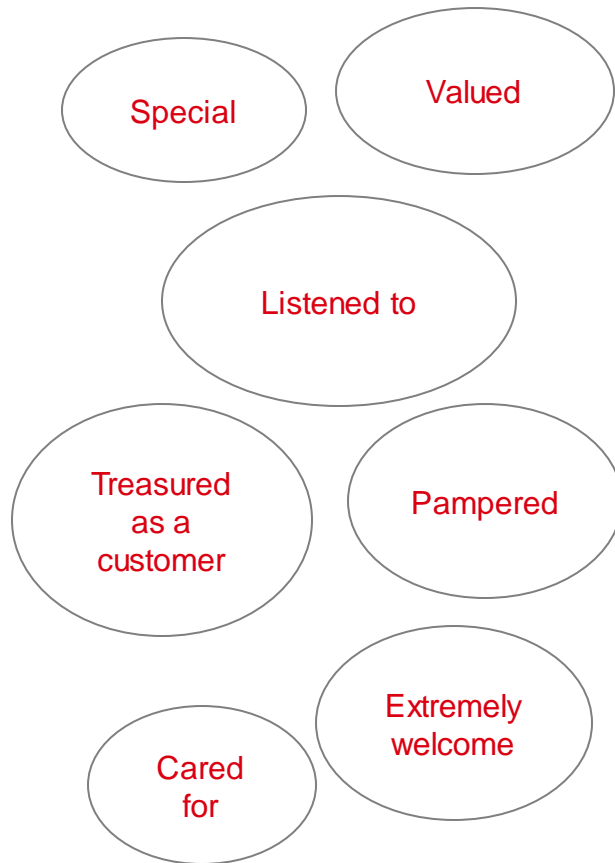 Special
Valued
Listened to
Treasured
as a
customer
Pampered
Extremely
welcome
Cared
for